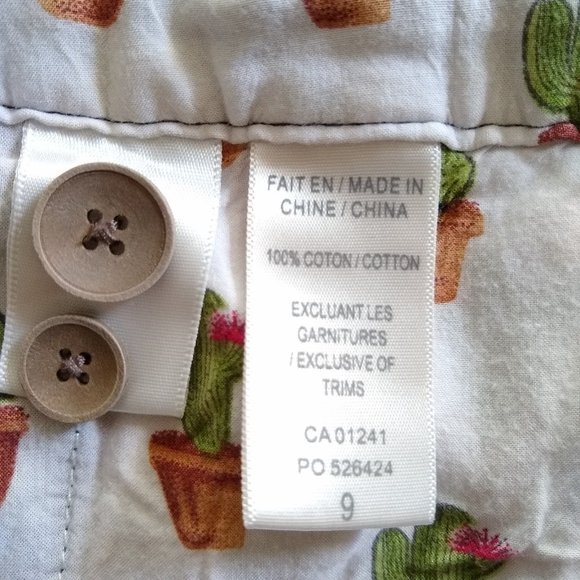 FAIT EN / MADE IN
CHINE / CHINA
100% COTON / COTTON
EXCLUANT LES
GARNITURES
/ EXCLUSIVE OF
TRIMS
CA 01241
PO 526424
9